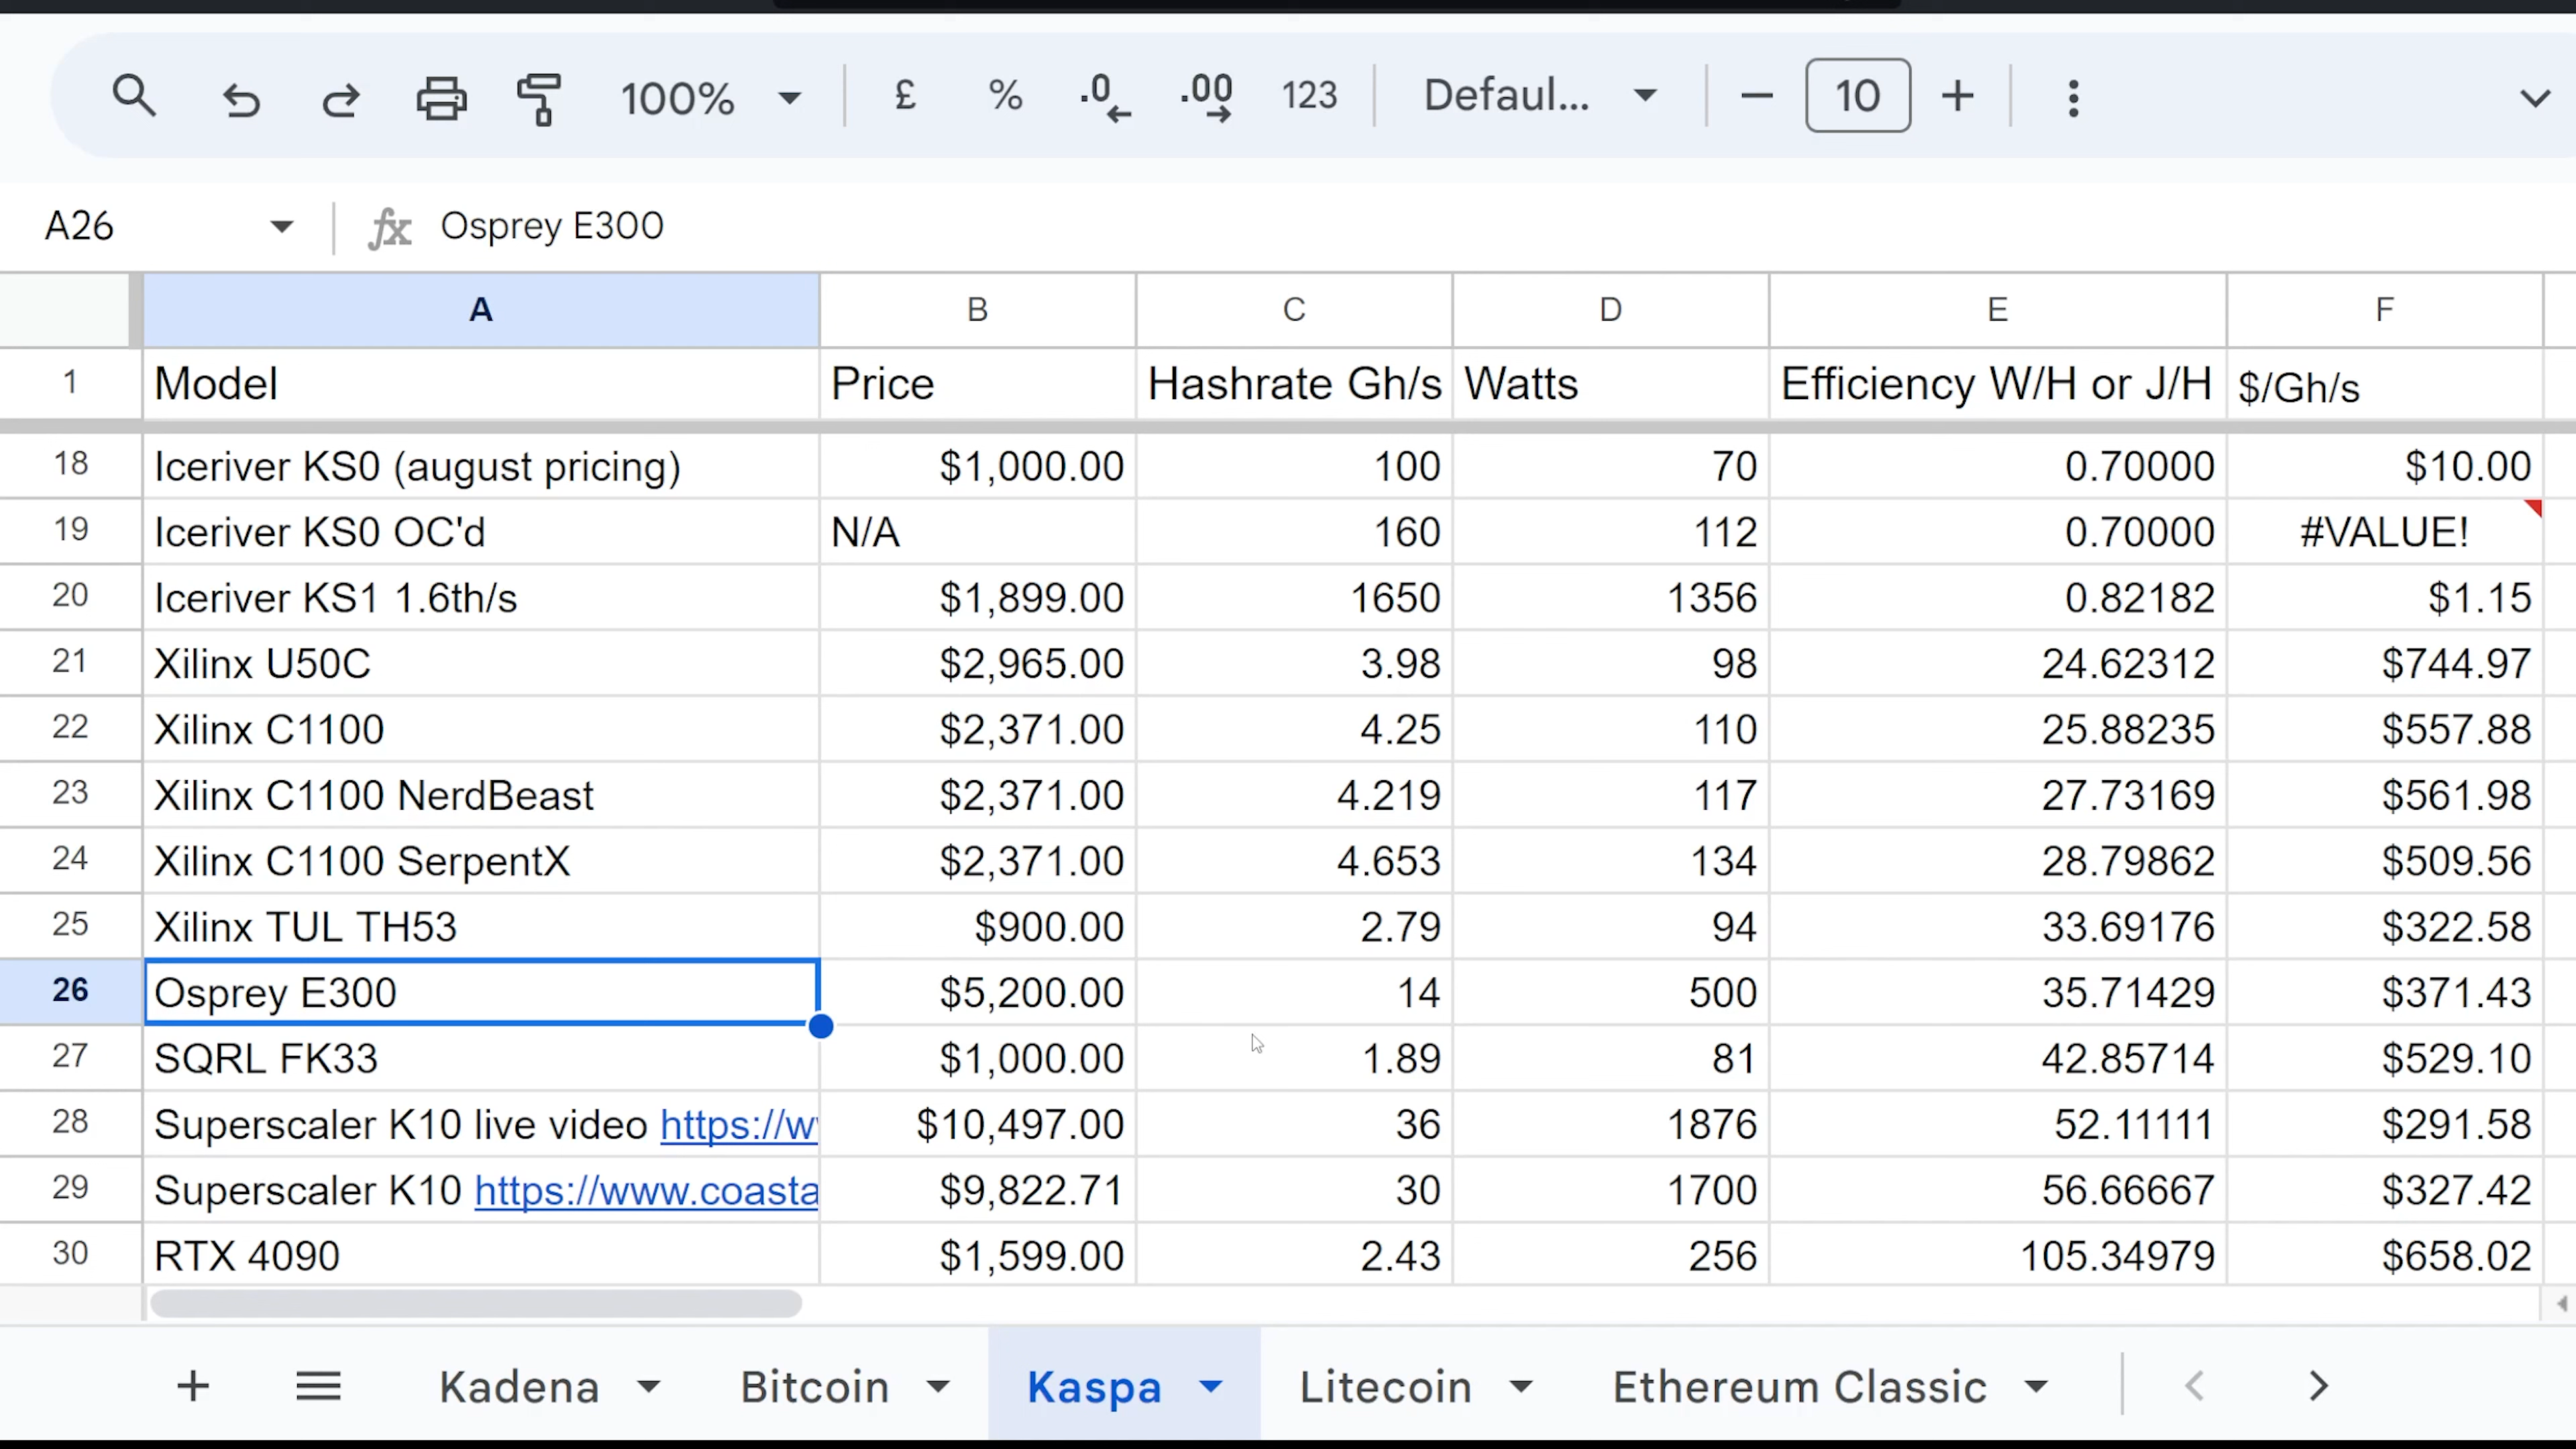 100% £ % .0 .00 123 Defaul... 10
A26 fx Osprey E300
A B C D E F
1 Model Price Hashrate Gh/s Watts Efficiency W/H or J/H $/Gh/s
18 Iceriver KS0 (august pricing) $1,000.00 100 70 0.70000 $10.00
19 Iceriver KS0 OC'd N/A 160 112 0.70000 #VALUE!
20 Iceriver KS1 1.6th/s $1,899.00 1650 1356 0.82182 $1.15
21 Xilinx U50C $2,965.00 3.98 98 24.62312 $744.97
22 Xilinx C1100 $2,371.00 4.25 110 25.88235 $557.88
23 Xilinx C1100 NerdBeast $2,371.00 4.219 117 27.73169 $561.98
24 Xilinx C1100 SerpentX $2,371.00 4.653 134 28.79862 $509.56
25 Xilinx TUL TH53 $900.00 2.79 94 33.69176 $322.58
26 Osprey E300 $5,200.00 14 500 35.71429 $371.43
27 SQRL FK33 $1,000.00 1.89 81 42.85714 $529.10
28 Superscaler K10 live video https://w $10,497.00 36 1876 52.11111 $291.58
29 Superscaler K10 https://www.coasta $9,822.71 30 1700 56.66667 $327.42
30 RTX 4090 $1,599.00 2.43 256 105.34979 $658.02
Kadena Bitcoin Kaspa Litecoin Ethereum Classic